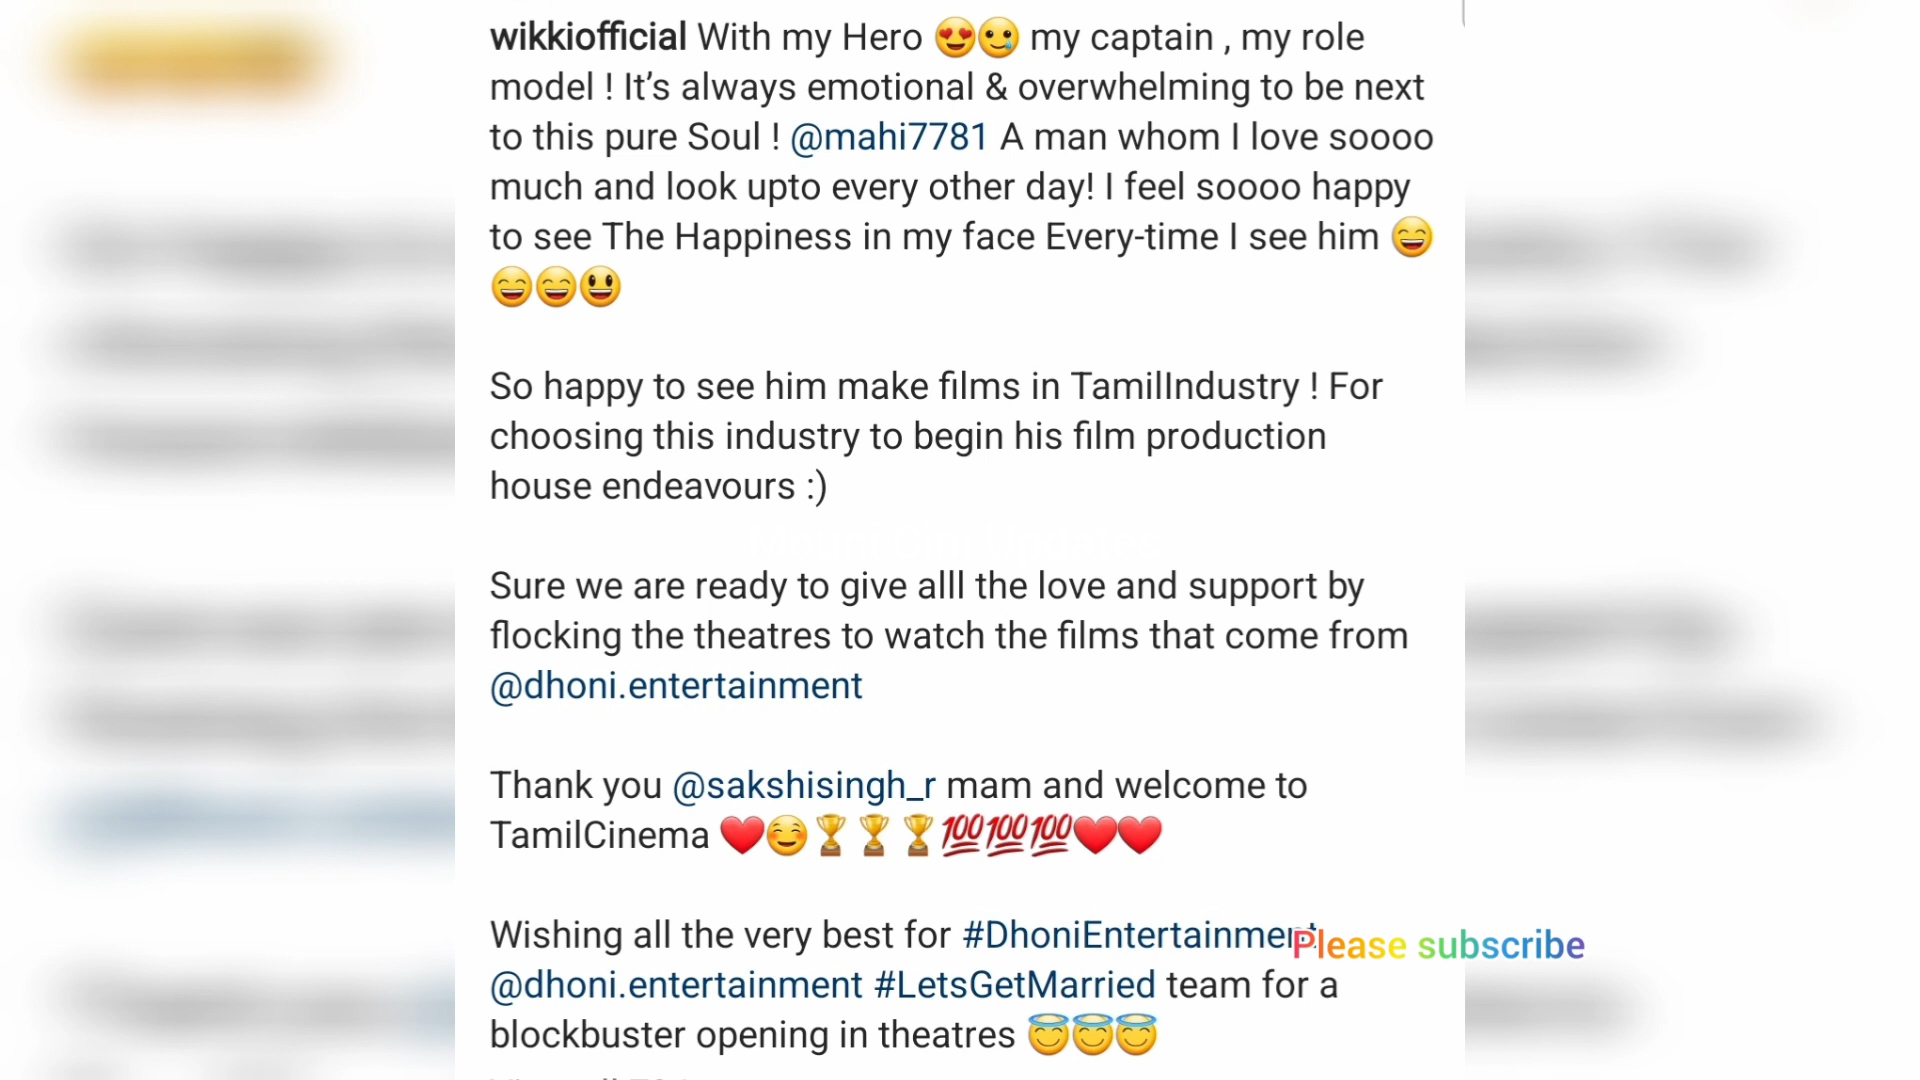 wikkiofficial With my Hero 😍🥲 my captain , my role
model ! It’s always emotional & overwhelming to be next
to this pure Soul ! @mahi7781 A man whom I love soooo
much and look upto every other day! I feel soooo happy
to see The Happiness in my face Every-time I see him 😄
😄😄😃
So happy to see him make films in TamilIndustry ! For
choosing this industry to begin his film production
house endeavours :)
Sure we are ready to give alll the love and support by
flocking the theatres to watch the films that come from
@dhoni.entertainment
Thank you @sakshisingh_r mam and welcome to
TamilCinema ❤️☺️🏆🏆🏆💯💯💯❤️❤️
Wishing all the very best for #DhoniEntertainment
Please subscribe
@dhoni.entertainment #LetsGetMarried team for a
blockbuster opening in theatres 😇😇😇